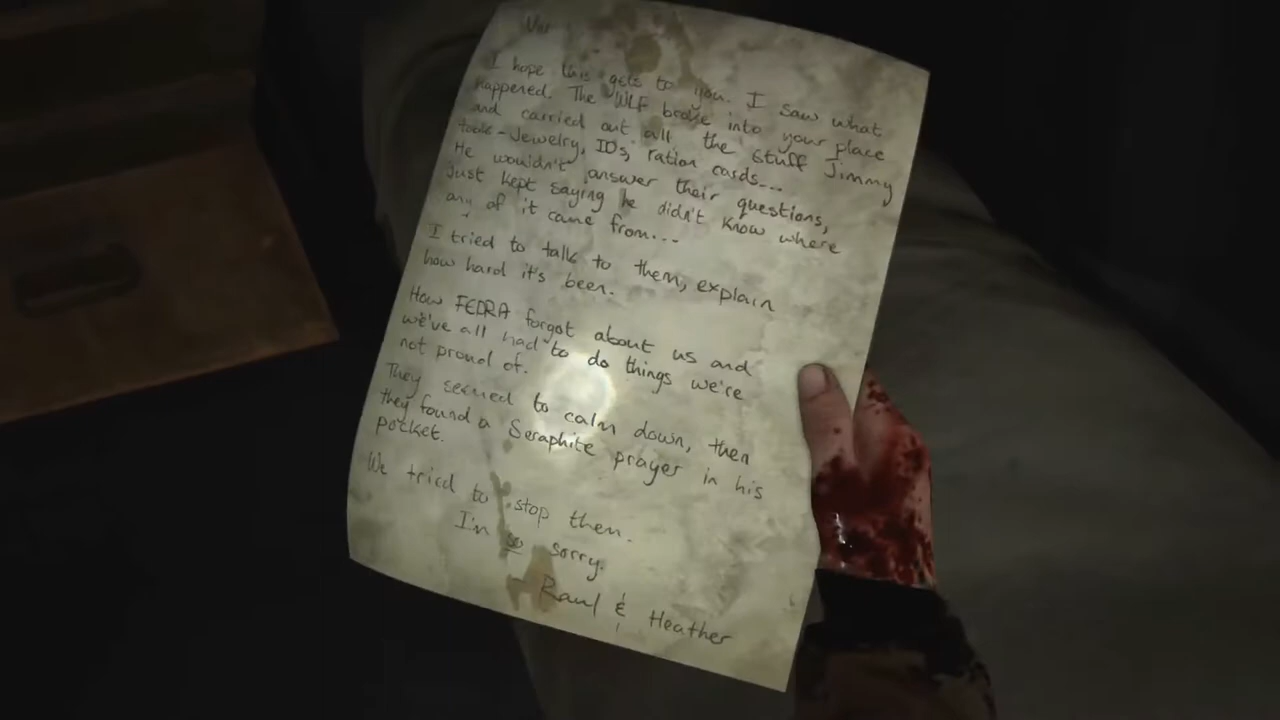 I hope this gets to you. I saw what
happened. The WLF broke into your place
and carried out all the stuff Jimmy
took - Jewelry, IDs, ration cards...
He wouldn't answer their questions,
Just kept saying he didn't know where
any of it came from...
I tried to talk to them, explain
how hard it's been.
How FEDRA forgot about us and
we've all had to do things we're
not proud of.
They seemed to calm down, then
they found a Seraphite prayer in his
pocket.
We tried to stop them.
I'm so sorry.
- Raul & Heather